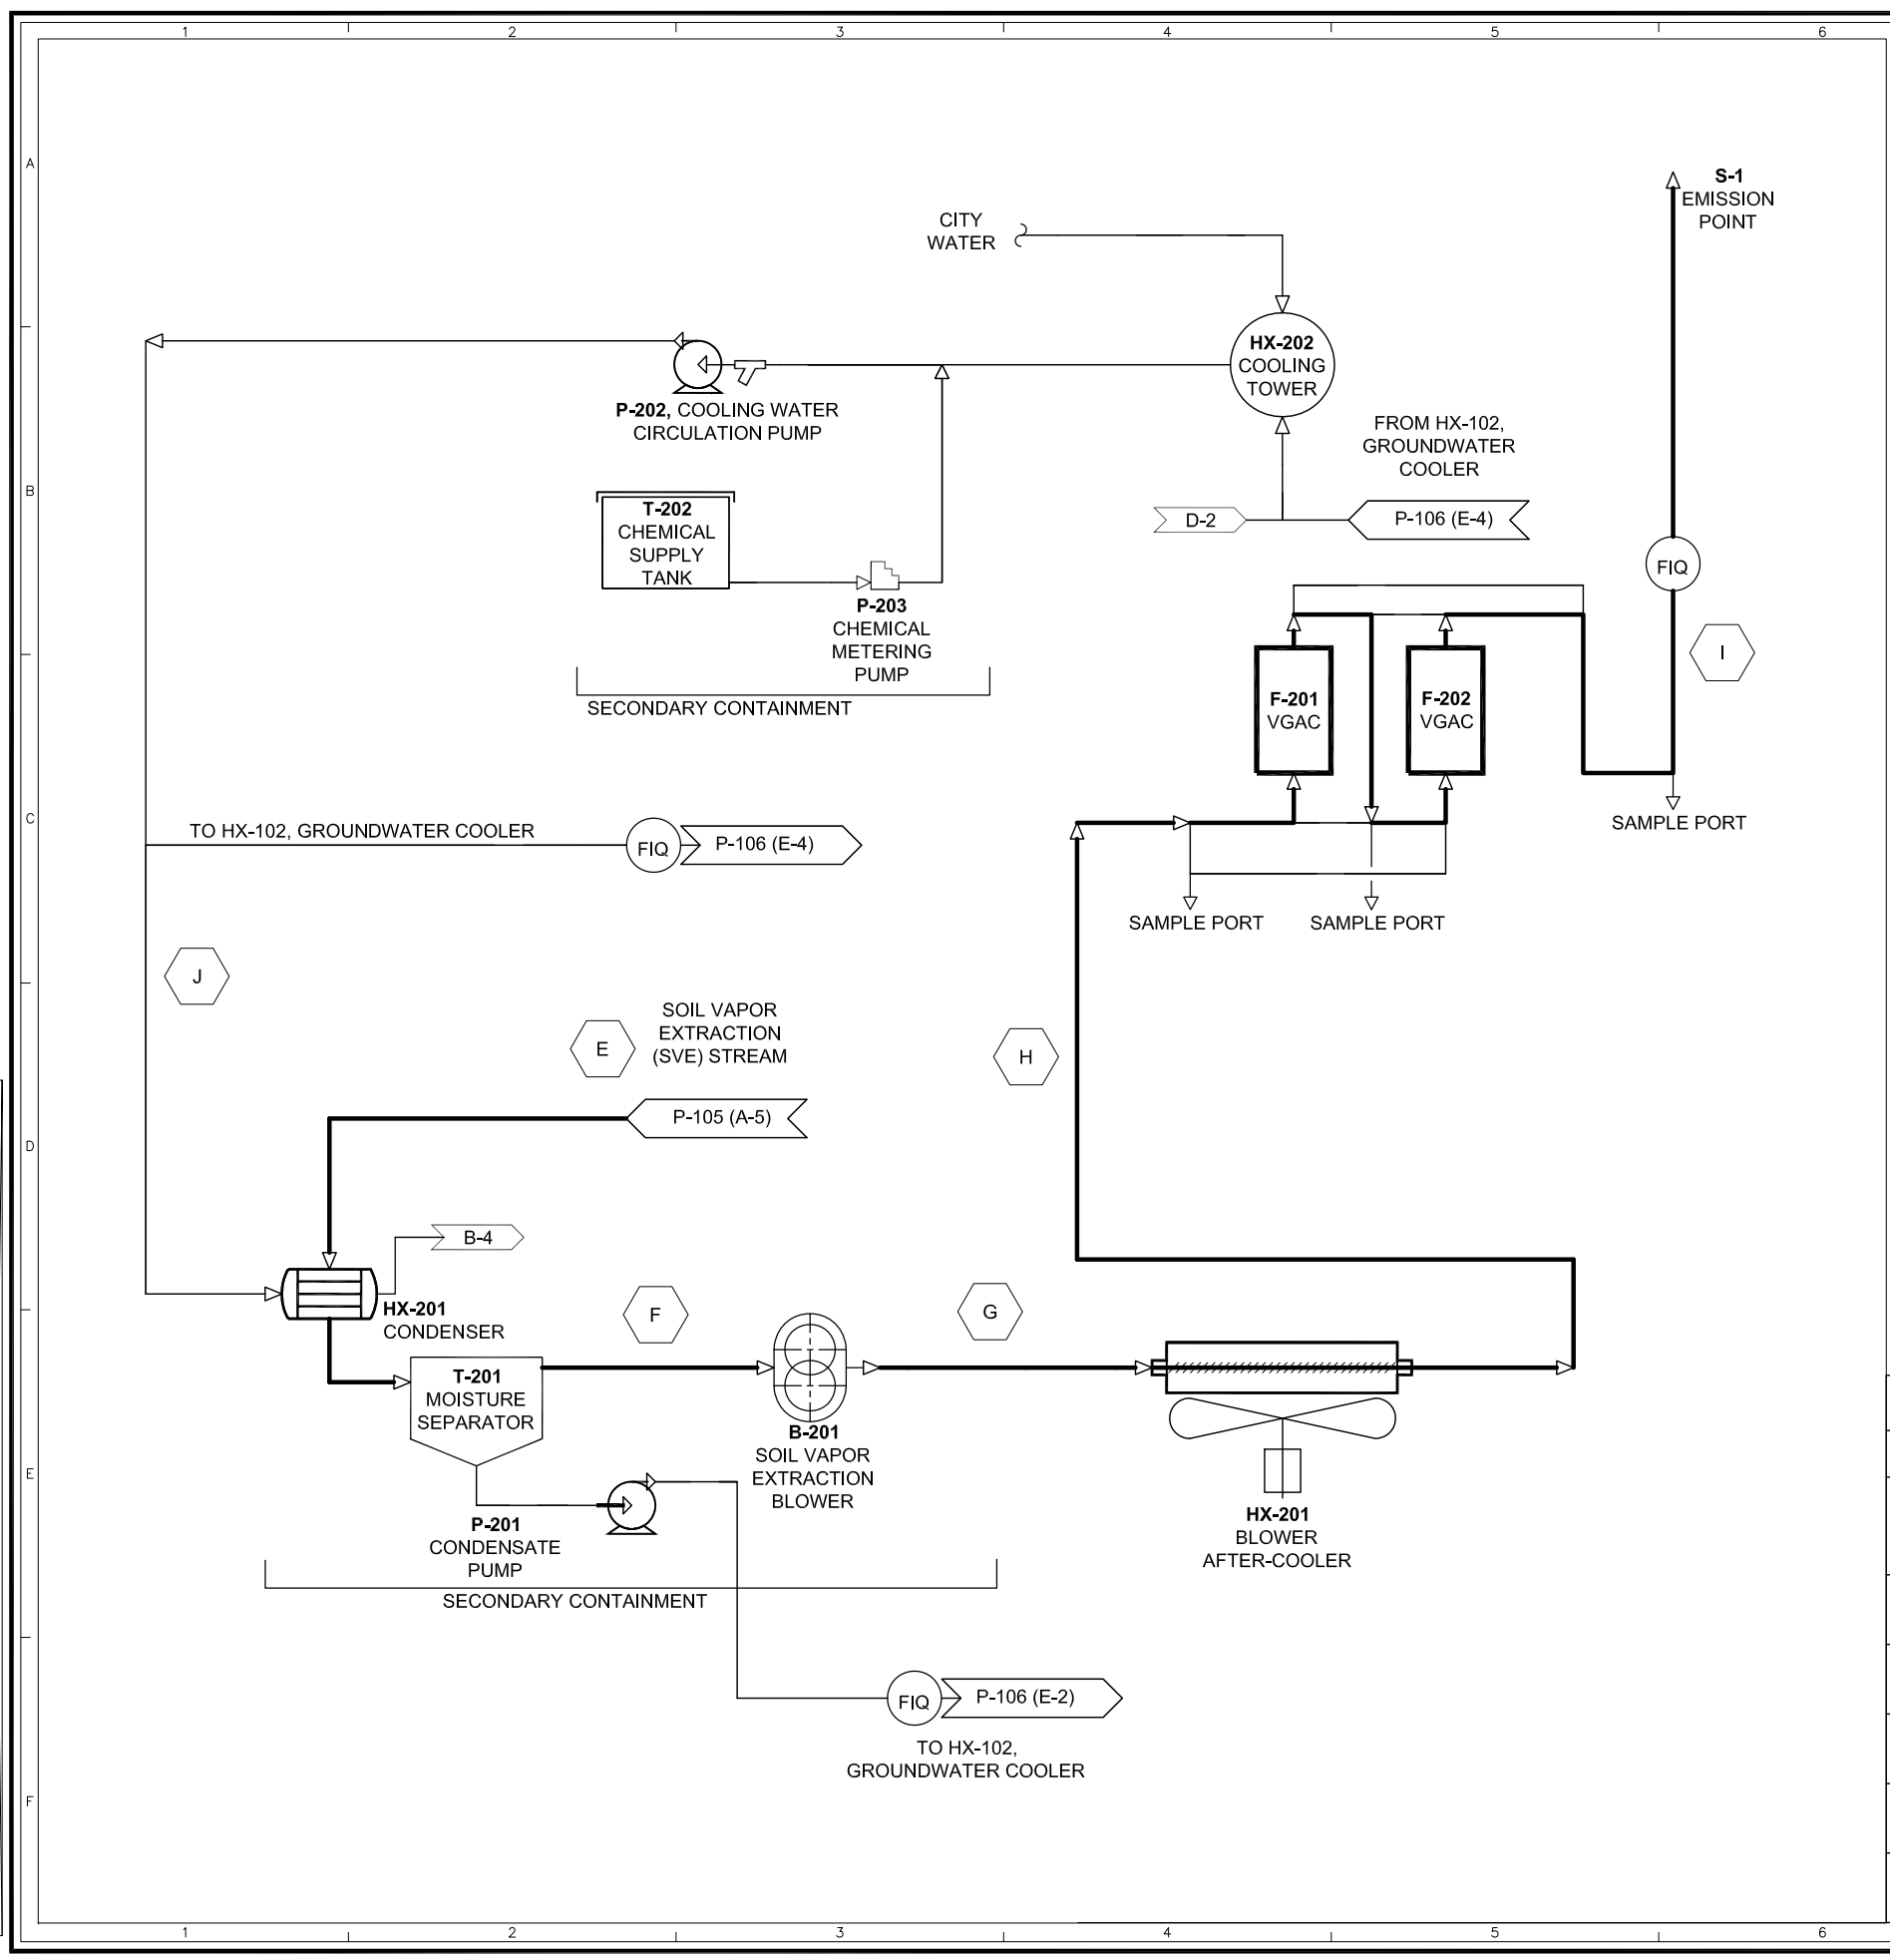 1 2 3 4 5 6
A
S-1
EMISSION
POINT
CITY
WATER
HX-202
COOLING
TOWER
P-202, COOLING WATER
CIRCULATION PUMP
FROM HX-102,
GROUNDWATER
COOLER
B
T-202
CHEMICAL
SUPPLY
TANK
D-2
P-106 (E-4)
FIQ
P-203
CHEMICAL
METERING
PUMP
I
SECONDARY CONTAINMENT
F-201
VGAC
F-202
VGAC
C
TO HX-102, GROUNDWATER COOLER
FIQ
P-106 (E-4)
SAMPLE PORT
SAMPLE PORT
SAMPLE PORT
J
E
SOIL VAPOR
EXTRACTION
(SVE) STREAM
H
P-105 (A-5)
D
B-4
HX-201
CONDENSER
F
G
T-201
MOISTURE
SEPARATOR
B-201
SOIL VAPOR
EXTRACTION
BLOWER
E
P-201
CONDENSATE
PUMP
HX-201
BLOWER
AFTER-COOLER
SECONDARY CONTAINMENT
FIQ
P-106 (E-2)
TO HX-102,
GROUNDWATER COOLER
F
1 2 3 4 5 6